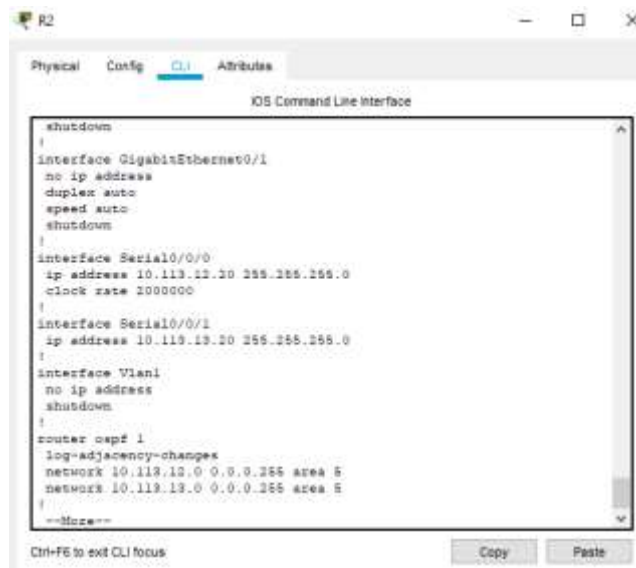 R2
Physical Config CLI Attributes
IOS Command Line Interface
shutdown
!
interface GigabitEthernet0/1
no ip address
duplex auto
speed auto
shutdown
!
interface Serial0/0/0
ip address 10.113.12.20 255.255.255.0
clock rate 2000000
!
interface Serial0/0/1
ip address 10.113.13.20 255.255.255.0
!
interface Vlan1
no ip address
shutdown
!
router ospf 1
log-adjacency-changes
network 10.113.12.0 0.0.0.255 area 5
network 10.113.13.0 0.0.0.255 area 5
!
--More--
Ctrl+F6 to exit CLI focus
Copy Paste